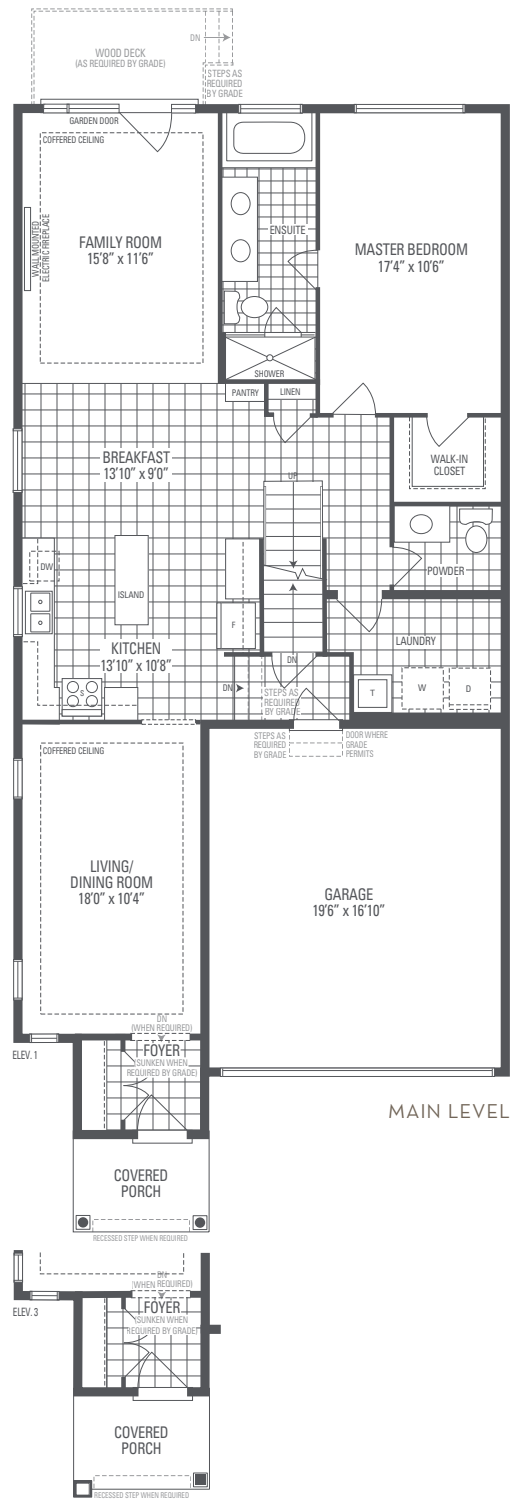 WOOD DECK
(AS REQUIRED BY GRADE)
DN
STEPS AS
REQUIRED
BY GRADE
GARDEN DOOR
COFFERED CEILING
WALL MOUNTED
ELECTRIC FIREPLACE
FAMILY ROOM
15'8" x 11'6"
ENSUITE
MASTER BEDROOM
17'4" x 10'6"
SHOWER
PANTRY
LINEN
BREAKFAST
13'10" x 9'0"
UP
WALK-IN
CLOSET
DW
ISLAND
POWDER
F
KITCHEN
13'10" x 10'8"
LAUNDRY
S
DN
DN
STEPS AS
REQUIRED
BY GRADE
T
W
D
COFFERED CEILING
STEPS AS
REQUIRED
BY GRADE
DOOR WHERE
GRADE
PERMITS
LIVING/
DINING ROOM
18'0" x 10'4"
GARAGE
19'6" x 16'10"
DN
(WHEN REQUIRED)
ELEV. 1
FOYER
(SUNKEN WHEN
REQUIRED BY GRADE)
MAIN LEVEL
COVERED
PORCH
RECESSED STEP WHEN REQUIRED
DN
(WHEN REQUIRED)
ELEV. 3
FOYER
(SUNKEN WHEN
REQUIRED BY GRADE)
COVERED
PORCH
RECESSED STEP WHEN REQUIRED